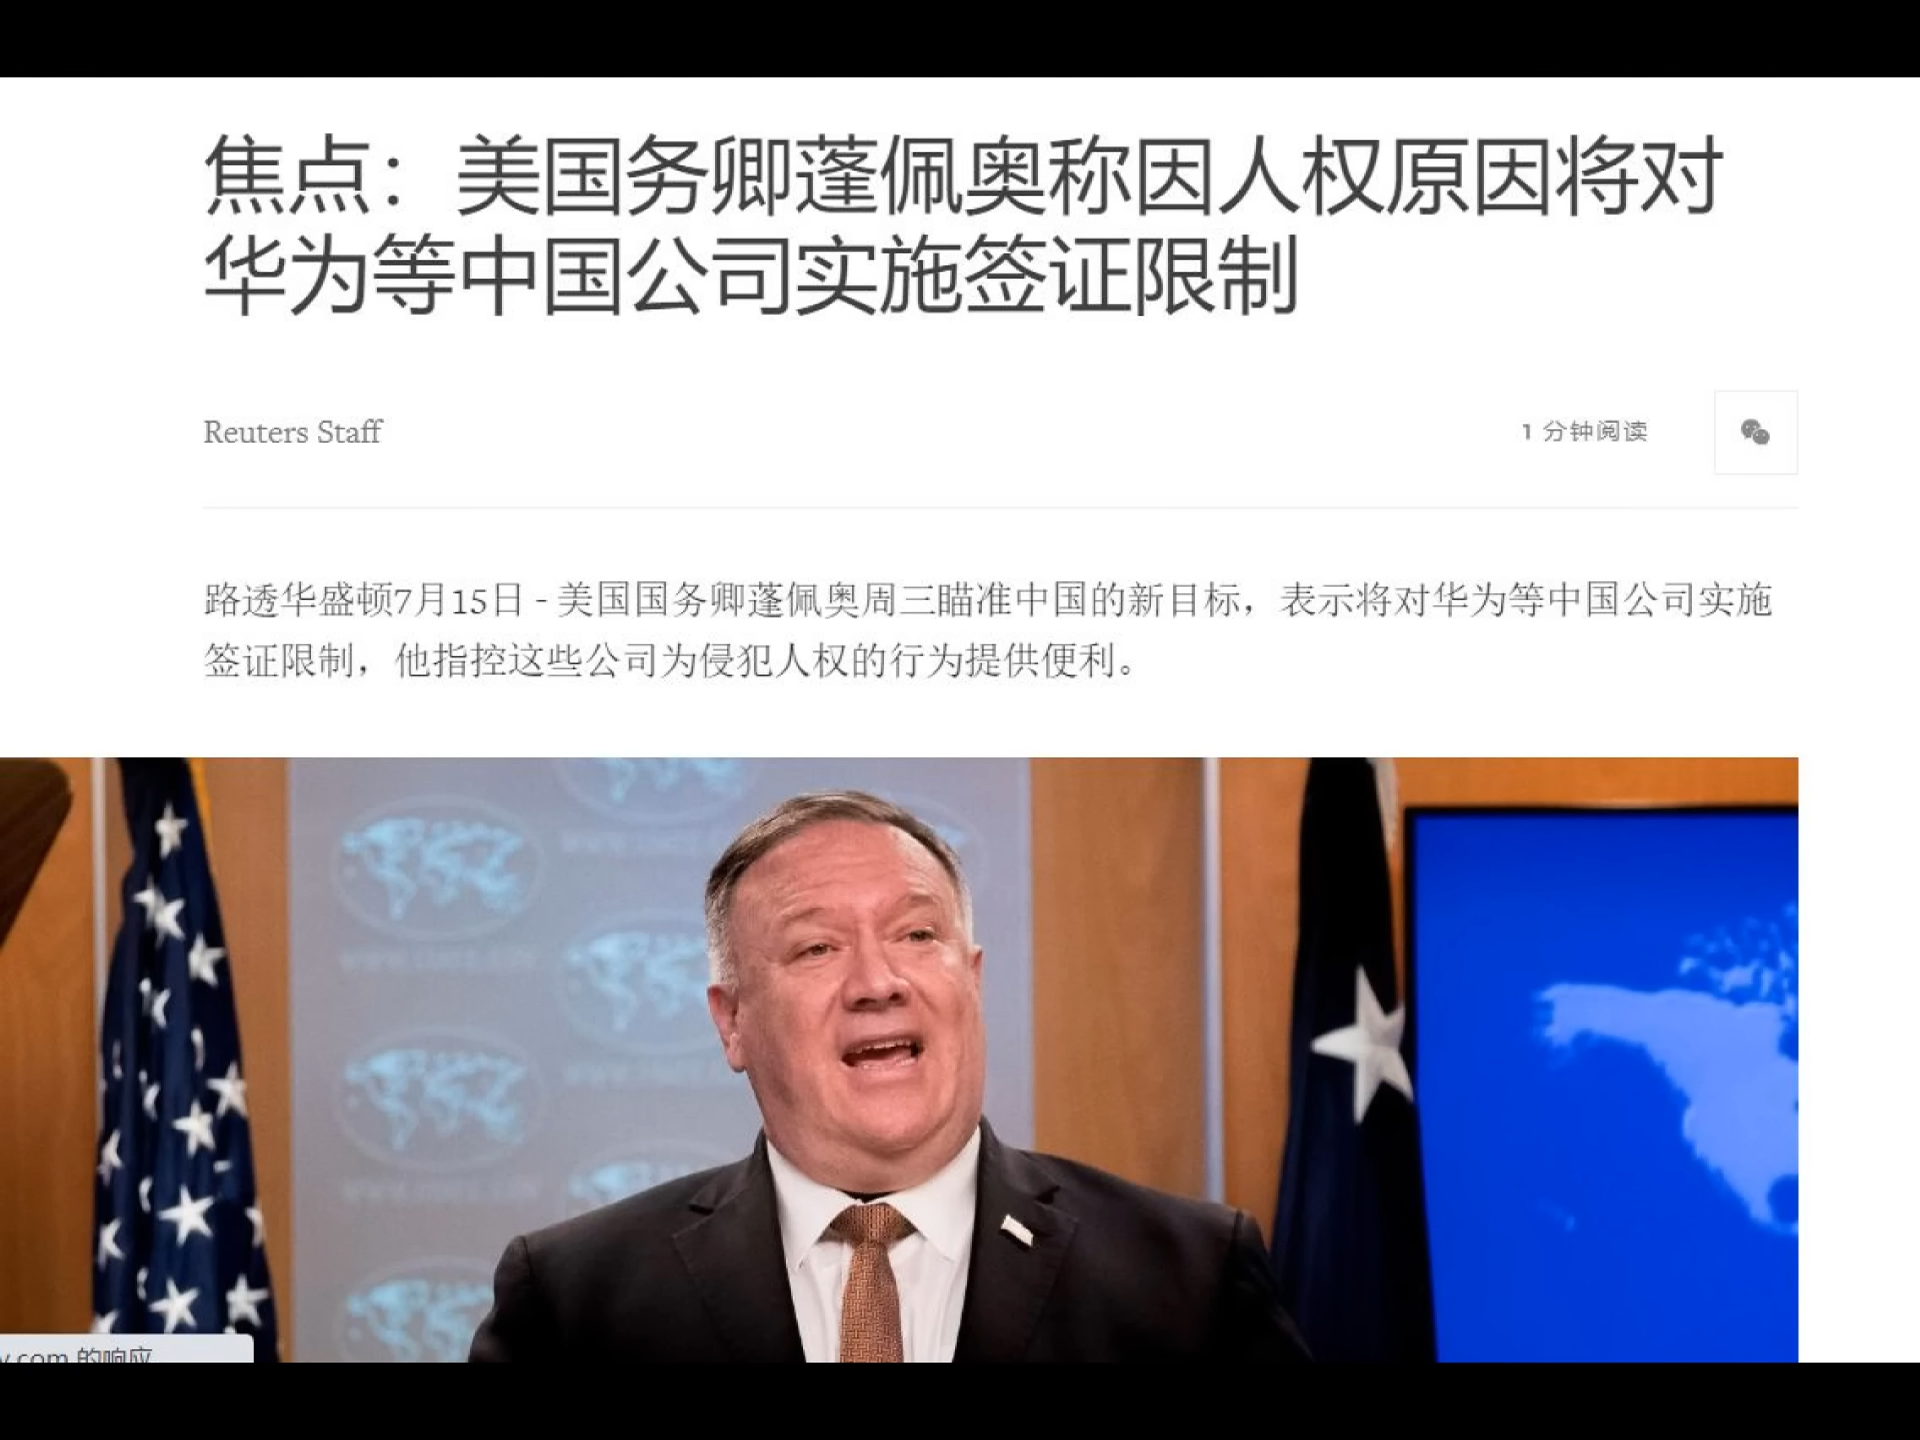 焦点：美国务卿蓬佩奥称因人权原因将对
华为等中国公司实施签证限制
Reuters Staff
1 分钟阅读
路透华盛顿7月15日 - 美国国务卿蓬佩奥周三瞄准中国的新目标，表示将对华为等中国公司实施
签证限制，他指控这些公司为侵犯人权的行为提供便利。
y.com 的响应